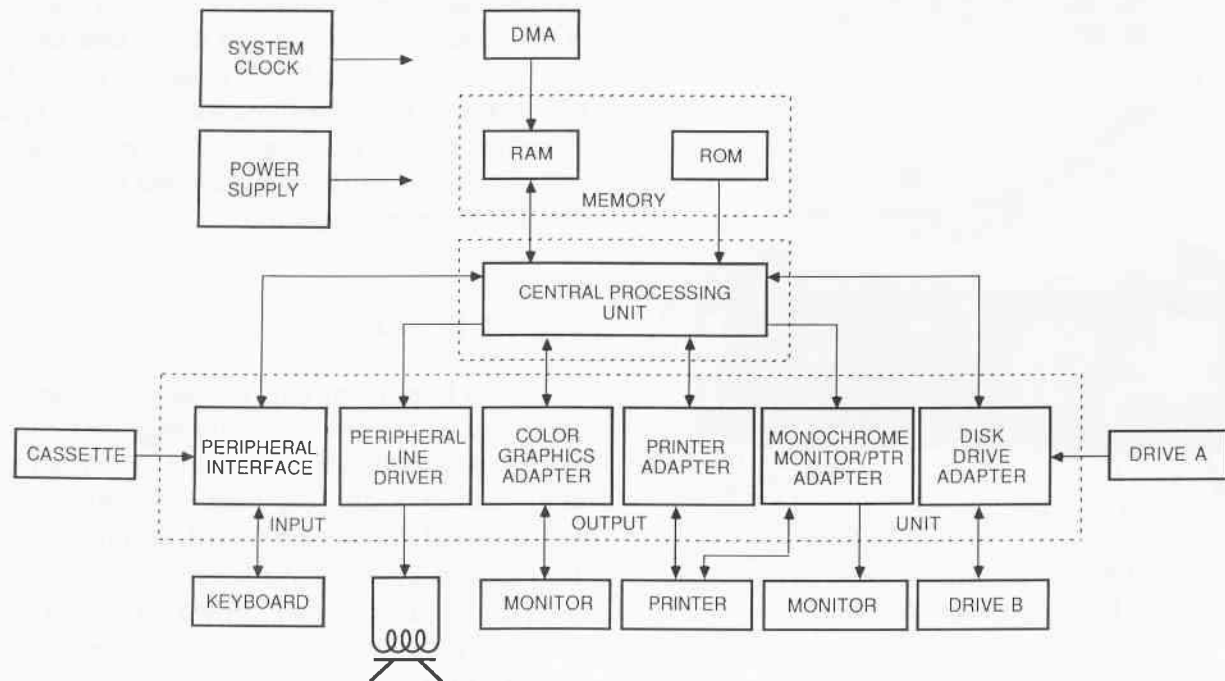 SYSTEM
CLOCK
DMA
POWER
SUPPLY
RAM
ROM
MEMORY
CENTRAL PROCESSING
UNIT
CASSETTE
PERIPHERAL
INTERFACE
PERIPHERAL
LINE
DRIVER
COLOR
GRAPHICS
ADAPTER
PRINTER
ADAPTER
MONOCHROME
MONITOR/PTR
ADAPTER
DISK
DRIVE
ADAPTER
DRIVE A
INPUT
OUTPUT
UNIT
KEYBOARD
MONITOR
PRINTER
MONITOR
DRIVE B